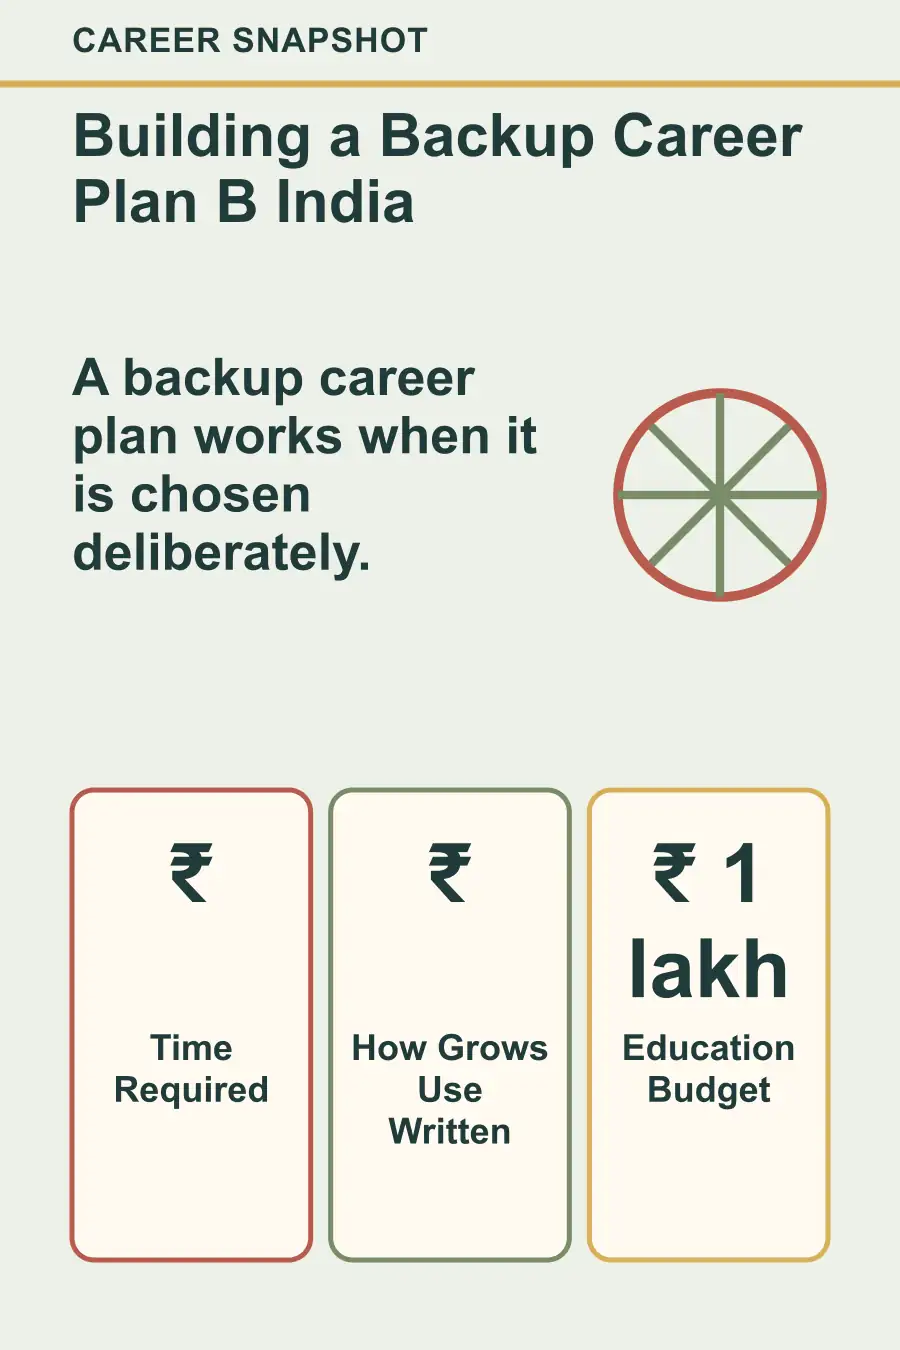 CAREER SNAPSHOT
Building a Backup Career
Plan B India
A backup career
plan works when it
is chosen
deliberately.
₹
Time
Required
₹
How Grows
Use
Written
₹ 1
lakh
Education
Budget